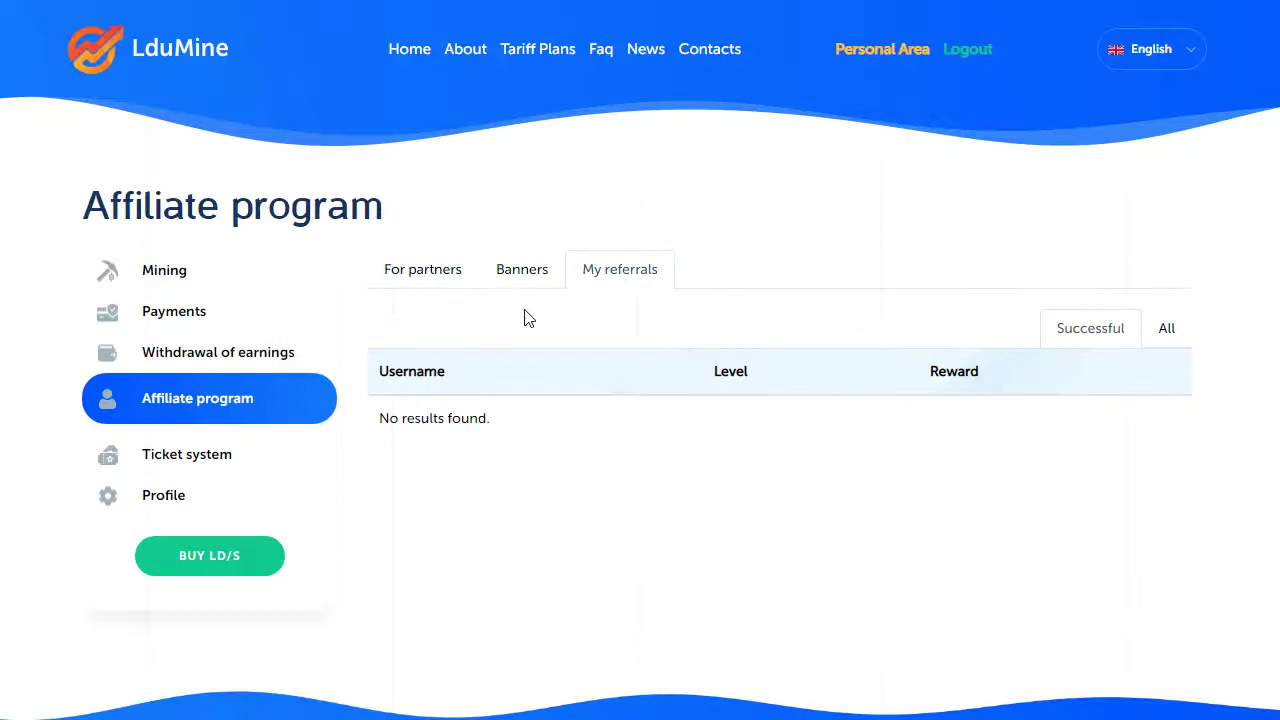 LduMine
Home About Tariff Plans Faq News Contacts
Personal Area Logout
English
Affiliate program
Mining
Payments
Withdrawal of earnings
Affiliate program
Ticket system
Profile
BUY LD/S
For partners Banners My referrals
Successful All
Username Level Reward
No results found.